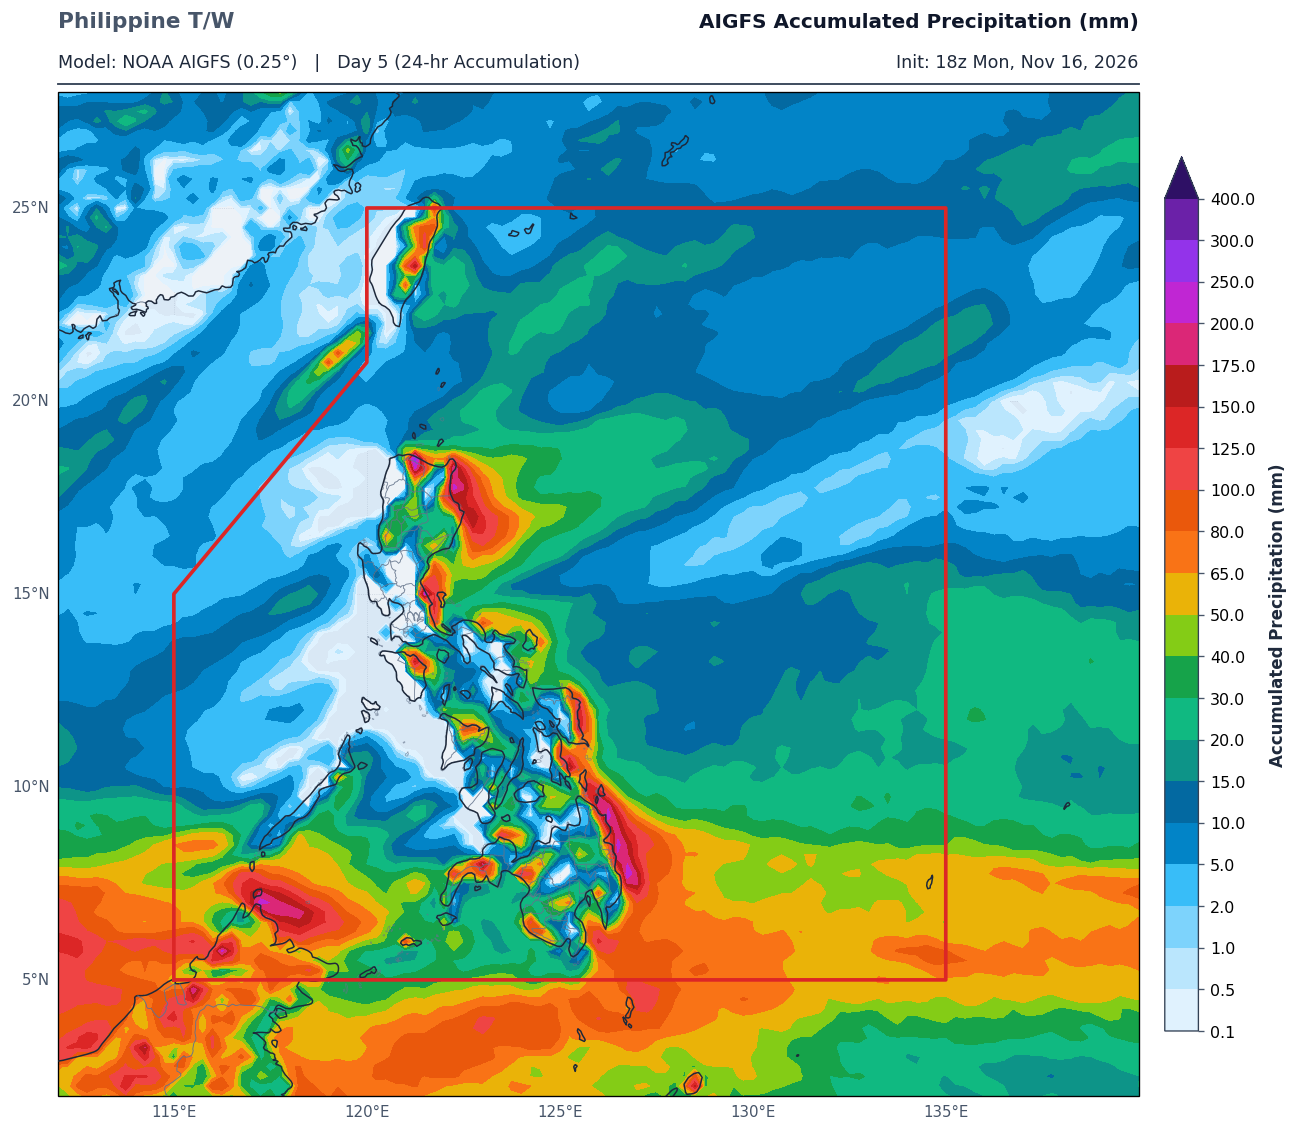 Philippine T/W
AIGFS Accumulated Precipitation (mm)
Model: NOAA AIGFS (0.25°)   |   Day 5 (24-hr Accumulation)
Init: 18z Mon, Nov 16, 2026
25°N
20°N
15°N
10°N
5°N
115°E
120°E
125°E
130°E
135°E
400.0
300.0
250.0
200.0
175.0
150.0
125.0
100.0
80.0
65.0
50.0
40.0
30.0
20.0
15.0
10.0
5.0
2.0
1.0
0.5
0.1
Accumulated Precipitation (mm)